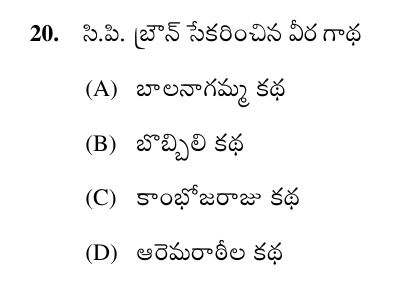 20. సి.పి. బ్రౌన్ సేకరించిన వీర గాథ
(A) బాలనాగమ్మ కథ
(B) బొబ్బిలి కథ
(C) కాంభోజరాజు కథ
(D) ఆరెమరాఠీల కథ